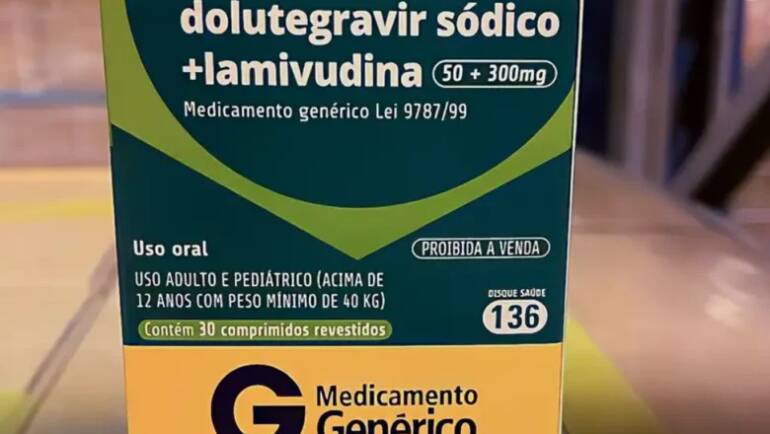 dolutegravir sódico
+lamivudina 50 + 300mg
Medicamento genérico Lei 9787/99
Uso oral
PROIBIDA A VENDA
USO ADULTO E PEDIÁTRICO (ACIMA DE
12 ANOS COM PESO MÍNIMO DE 40 KG)
Contém 30 comprimidos revestidos
DISQUE SAÚDE
136
G Medicamento
Genérico